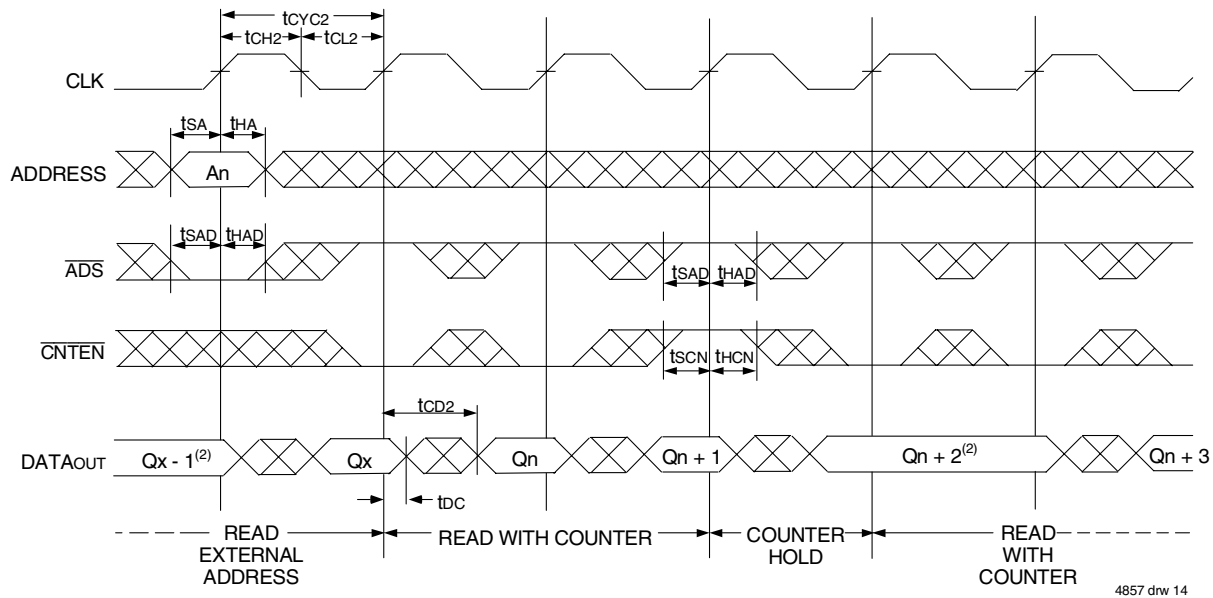 tCYC2
tCH2 tCL2
CLK
tSA tHA
ADDRESS An
tSAD tHAD
ADS
tSAD tHAD
CNTEN
tSCN tHCN
tCD2
DATAOUT Qx - 1(2) Qx Qn Qn + 1 Qn + 2(2) Qn + 3
tDC
READ EXTERNAL ADDRESS
READ WITH COUNTER
COUNTER HOLD
READ WITH COUNTER
4857 drw 14